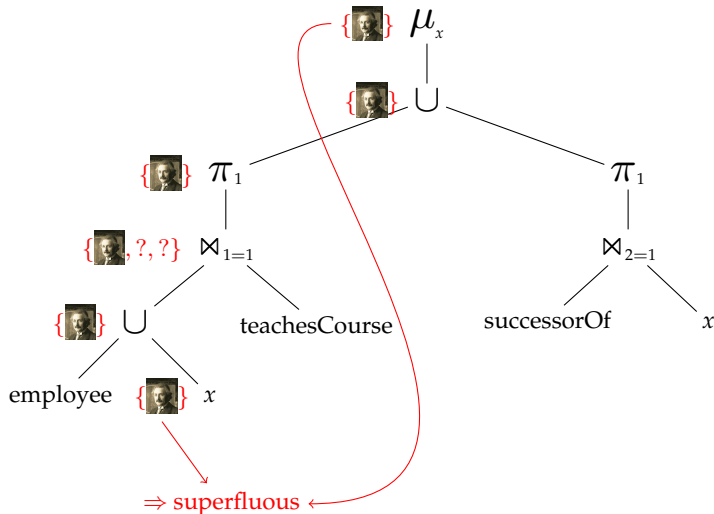 { } μx
{ } ∪
{ } π1 π1
{ , ?, ?} ⋈1=1 ⋈2=1
{ } ∪ teachesCourse successorOf x
employee { } x
⇒ superfluous